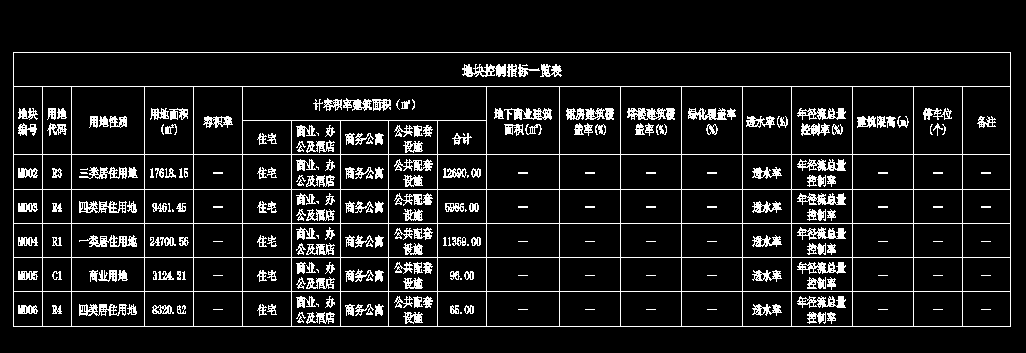 地块控制指标一览表
地块编号 用地代码 用地性质 用地面积(㎡) 容积率 计容积率建筑面积（㎡） 地下商业建筑面积(㎡) 裙房建筑覆盖率(%) 塔楼建筑覆盖率(%) 绿化覆盖率(%) 透水率(%) 年径流总量控制率(%) 建筑限高(m) 停车位(个) 备注
住宅 商业、办公及酒店 商务公寓 公共配套设施 合计
M002 R3 三类居住用地 17618.15 — 住宅 商业、办公及酒店 商务公寓 公共配套设施 12690.00 — — — — 透水率 年径流总量控制率 — — —
M003 R4 四类居住用地 9461.45 — 住宅 商业、办公及酒店 商务公寓 公共配套设施 5986.00 — — — — 透水率 年径流总量控制率 — — —
M004 R1 一类居住用地 24700.56 — 住宅 商业、办公及酒店 商务公寓 公共配套设施 11369.00 — — — — 透水率 年径流总量控制率 — — —
M005 C1 商业用地 3124.31 — 住宅 商业、办公及酒店 商务公寓 公共配套设施 96.00 — — — — 透水率 年径流总量控制率 — — —
M006 R4 四类居住用地 8320.62 — 住宅 商业、办公及酒店 商务公寓 公共配套设施 65.00 — — — — 透水率 年径流总量控制率 — — —